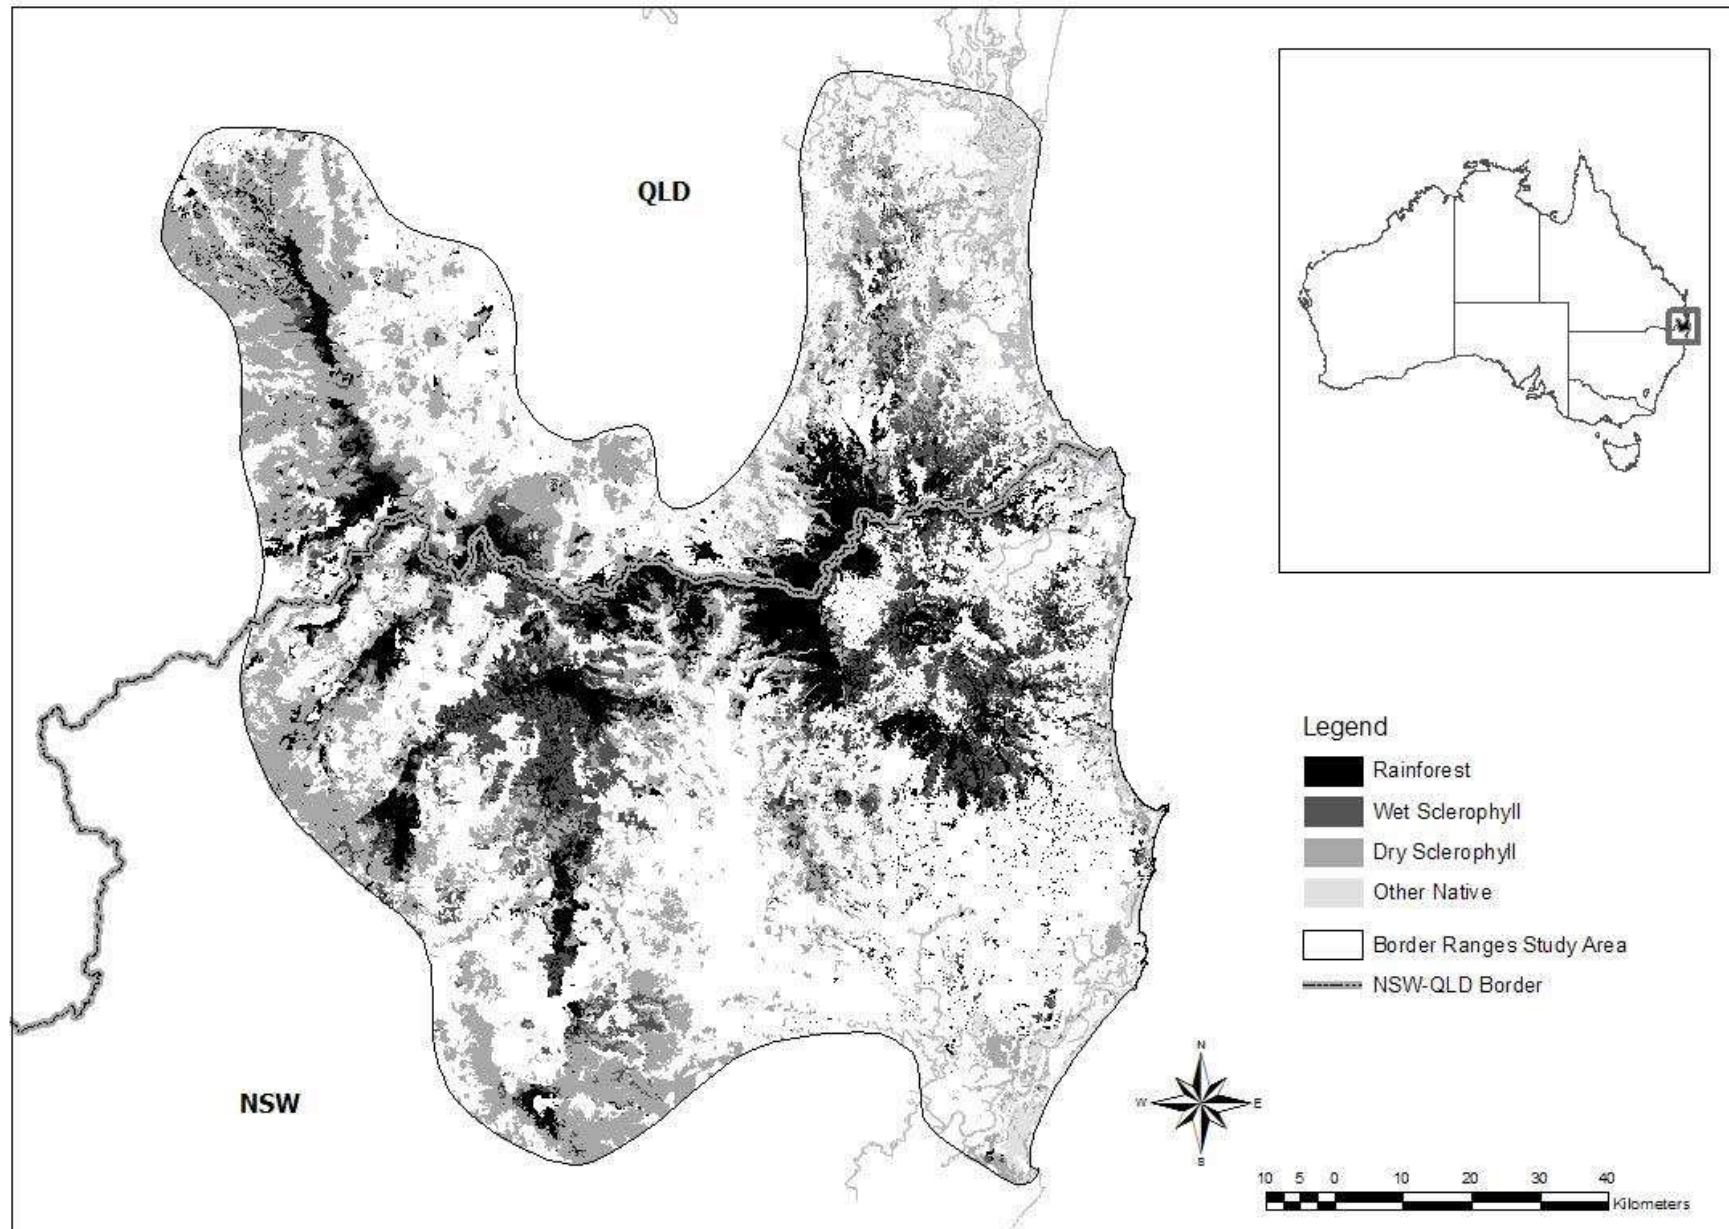 QLD
NSW
Legend
Rainforest
Wet Sclerophyll
Dry Sclerophyll
Other Native
Border Ranges Study Area
NSW-QLD Border
N
W E
S
10 5 0 10 20 30 40
Kilometers